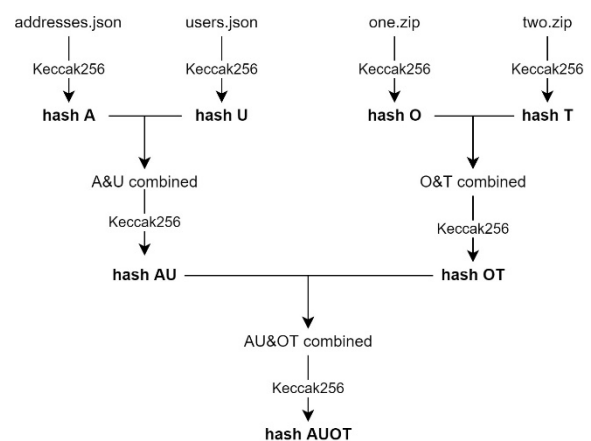 addresses.json users.json one.zip two.zip
Keccak256 Keccak256 Keccak256 Keccak256
hash A hash U hash O hash T
A&U combined O&T combined
Keccak256 Keccak256
hash AU hash OT
AU&OT combined
Keccak256
hash AUOT